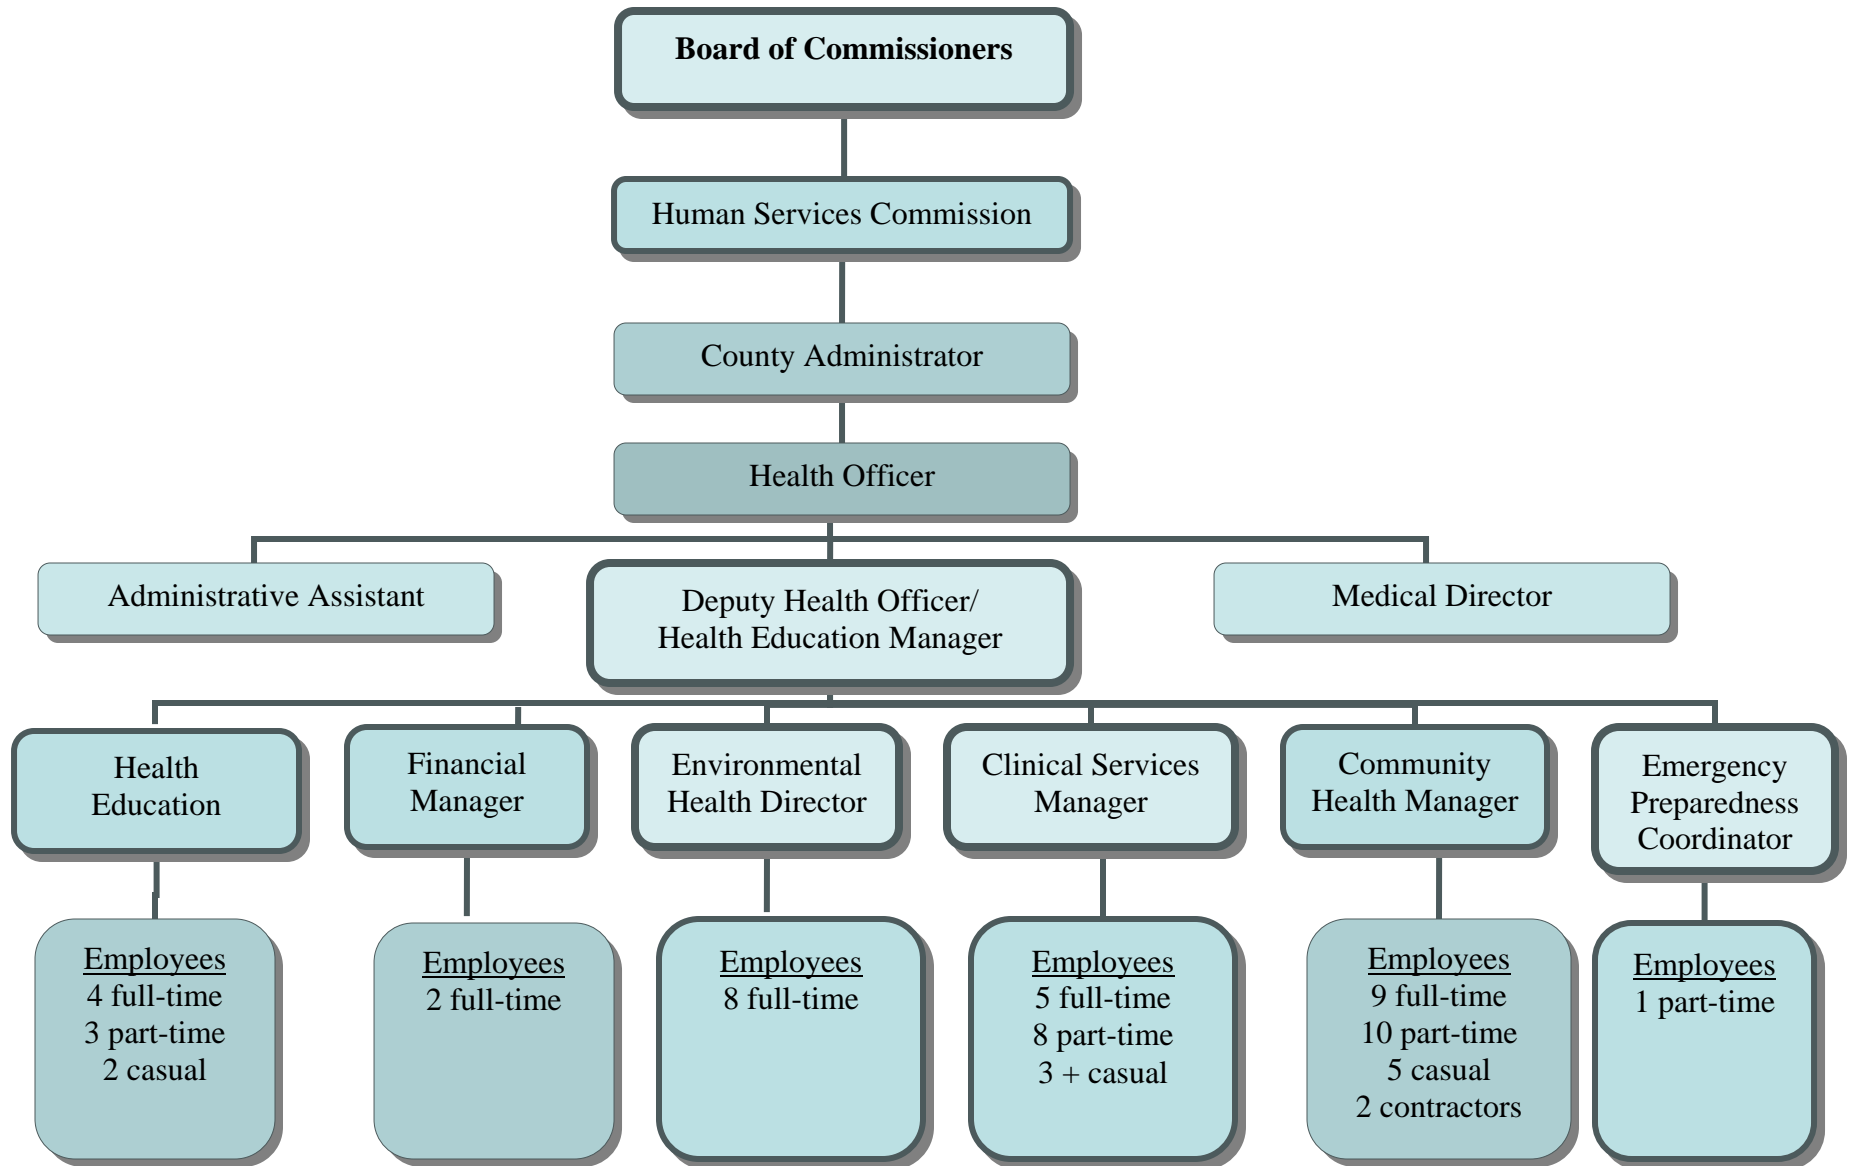 Board of Commissioners
Human Services Commission
County Administrator
Health Officer
Administrative Assistant
Deputy Health Officer/
Health Education Manager
Medical Director
Health
Education
Financial
Manager
Environmental
Health Director
Clinical Services
Manager
Community
Health Manager
Emergency
Preparedness
Coordinator
Employees
4 full-time
3 part-time
2 casual
Employees
2 full-time
Employees
8 full-time
Employees
5 full-time
8 part-time
3 + casual
Employees
9 full-time
10 part-time
5 casual
2 contractors
Employees
1 part-time